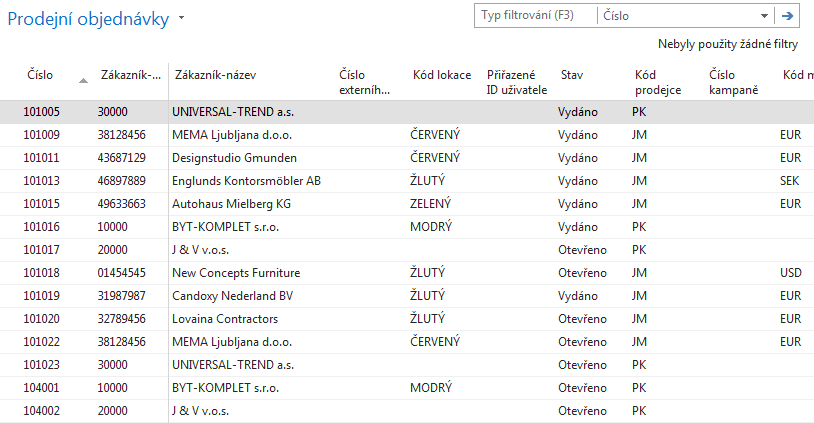 Prodejní objednávky
Typ filtrování (F3) Číslo
Nebyly použity žádné filtry
Číslo Zákazník-... Zákazník-název Číslo externíh... Kód lokace Přiřazené ID uživatele Stav Kód prodejce Číslo kampaně Kód m
101005 30000 UNIVERSAL-TREND a.s. Vydáno PK
101009 38128456 MEMA Ljubljana d.o.o. ČERVENÝ Vydáno JM EUR
101011 43687129 Designstudio Gmunden ČERVENÝ Vydáno JM EUR
101013 46897889 Englunds Kontorsmöbler AB ŽLUTÝ Vydáno JM SEK
101015 49633663 Autohaus Mielberg KG ZELENÝ Vydáno JM EUR
101016 10000 BYT-KOMPLET s.r.o. MODRÝ Vydáno PK
101017 20000 J & V v.o.s. Otevřeno PK
101018 01454545 New Concepts Furniture ŽLUTÝ Otevřeno JM USD
101019 31987987 Candoxy Nederland BV ŽLUTÝ Vydáno JM EUR
101020 32789456 Lovaina Contractors ŽLUTÝ Otevřeno JM EUR
101022 38128456 MEMA Ljubljana d.o.o. ČERVENÝ Otevřeno JM EUR
101023 30000 UNIVERSAL-TREND a.s. Otevřeno PK
104001 10000 BYT-KOMPLET s.r.o. MODRÝ Otevřeno PK
104002 20000 J & V v.o.s. Otevřeno PK